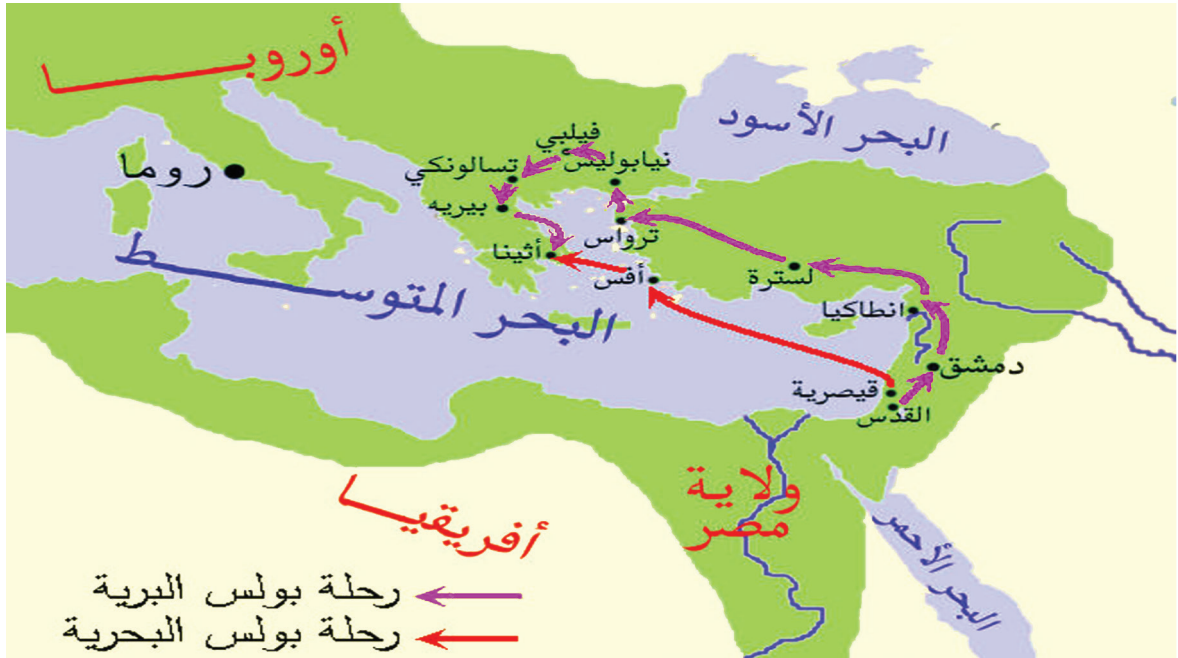 أوروبا
البحر الأسود
فيلبي
نيابوليس
تسالونكي
روما
بيريه
ترواس
أثينا
أفس
لسترة
انطاكيا
البحر المتوسط
دمشق
قيصرية
القدس
ولاية
مصر
أفريقيا
البحر الأحمر
رحلة بولس البرية
رحلة بولس البحرية